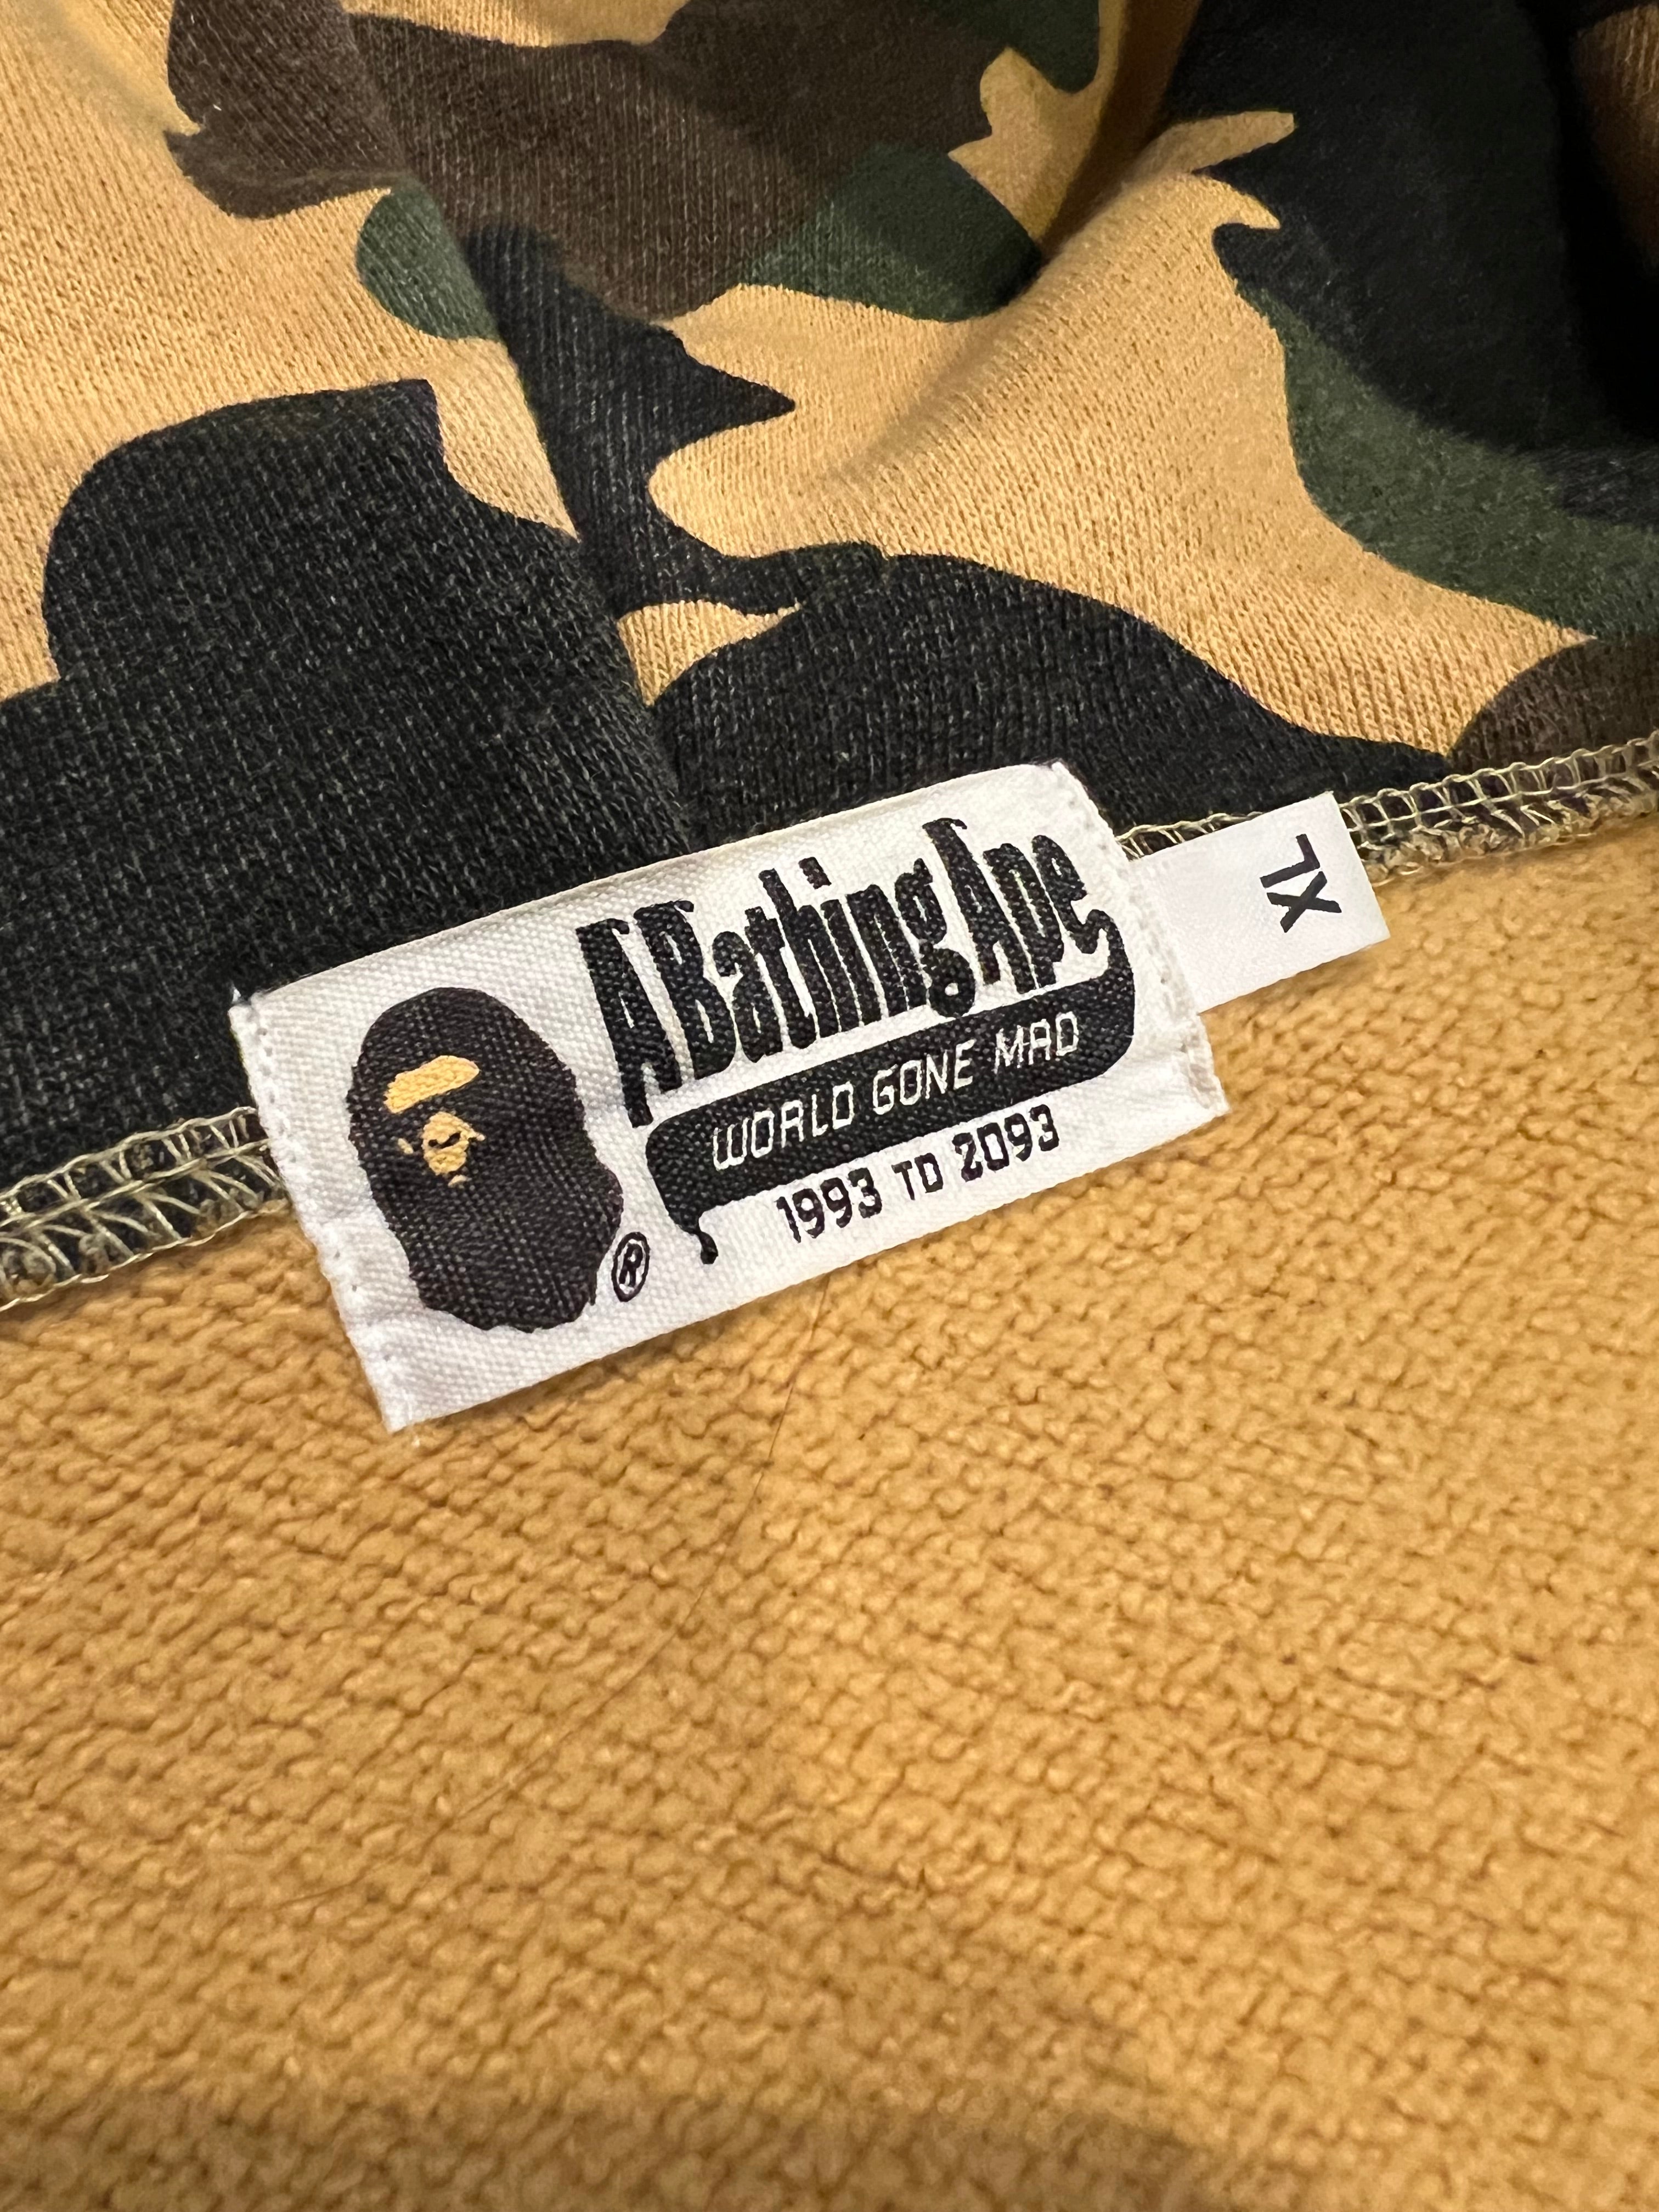 A Bathing Ape
WORLD GONE MAD
1993 TO 2093
®
XL